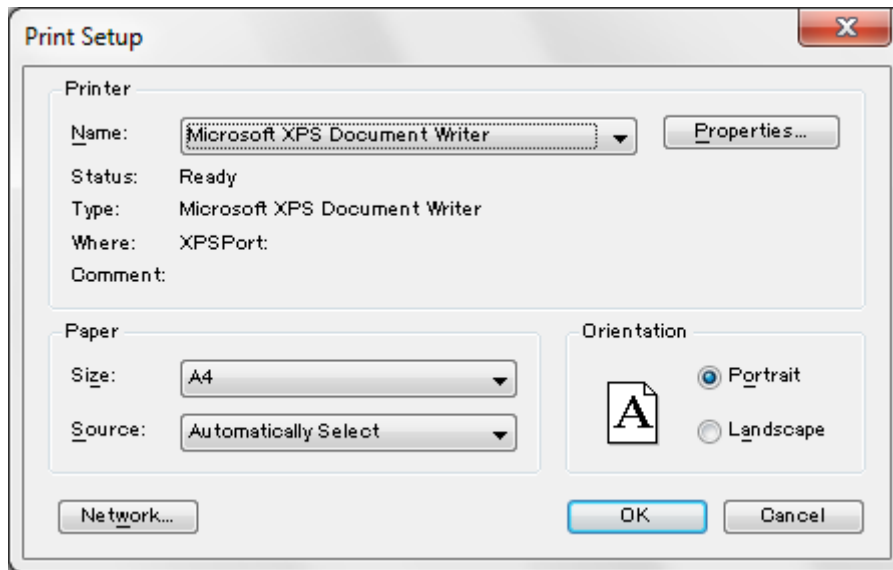 Print Setup
Printer
Name: Microsoft XPS Document Writer Properties...
Status: Ready
Type: Microsoft XPS Document Writer
Where: XPSPort:
Comment:
Paper
Size: A4
Source: Automatically Select
Orientation
A
Portrait
Landscape
Network... OK Cancel